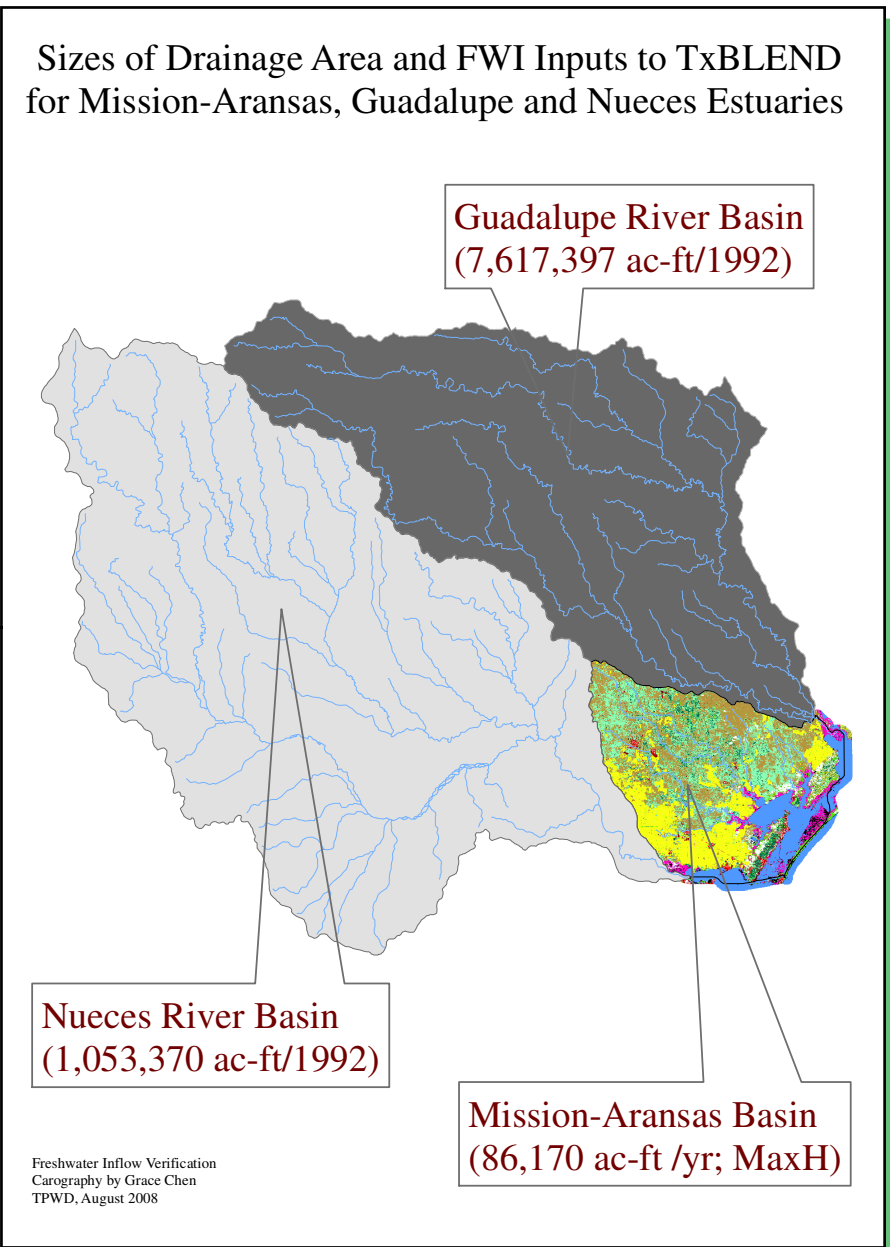 Sizes of Drainage Area and FWI Inputs to TxBLEND
for Mission-Aransas, Guadalupe and Nueces Estuaries
Guadalupe River Basin
(7,617,397 ac-ft/1992)
Nueces River Basin
(1,053,370 ac-ft/1992)
Mission-Aransas Basin
(86,170 ac-ft /yr; MaxH)
Freshwater Inflow Verification
Carography by Grace Chen
TPWD, August 2008